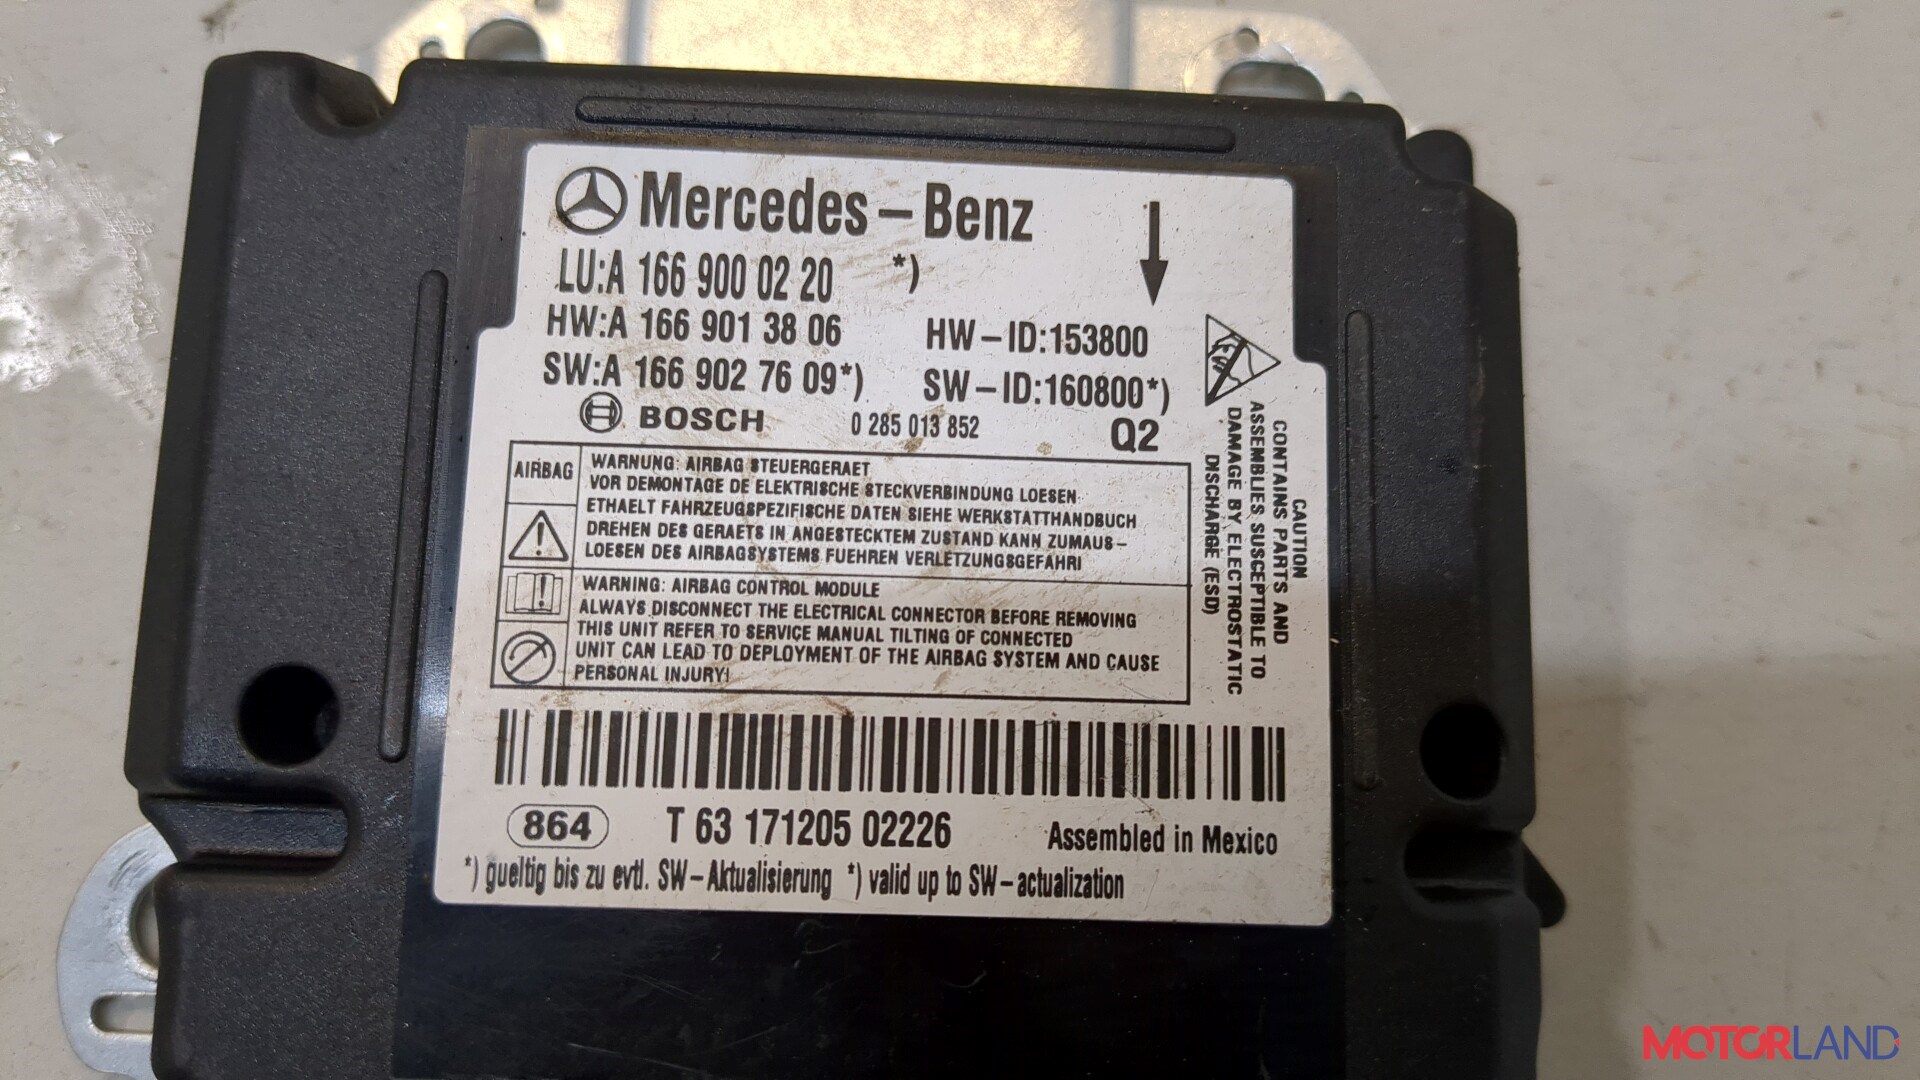 Mercedes-Benz
LU:A 166 900 02 20 *)
HW:A 166 901 38 06 HW-ID:153800
SW:A 166 902 76 09*) SW-ID:160800*)
BOSCH 0 285 013 852 Q2
AIRBAG
WARNUNG: AIRBAG STEUERGERAET
VOR DEMONTAGE DE ELEKTRISCHE STECKVERBINDUNG LOESEN
ETHAELT FAHRZEUGSPEZIFISCHE DATEN SIEHE WERKSTATTHANDBUCH
DREHEN DES GERAETS IN ANGESTECKTEM ZUSTAND KANN ZUMAUS-
LOESEN DES AIRBAGSYSTEMS FUEHREN VERLETZUNGSGEFAHR!
WARNING: AIRBAG CONTROL MODULE
ALWAYS DISCONNECT THE ELECTRICAL CONNECTOR BEFORE REMOVING
THIS UNIT REFER TO SERVICE MANUAL TILTING OF CONNECTED
UNIT CAN LEAD TO DEPLOYMENT OF THE AIRBAG SYSTEM AND CAUSE
PERSONAL INJURY!
CAUTION
CONTAINS PARTS AND
ASSEMBLIES SUSCEPTIBLE TO
DAMAGE BY ELECTROSTATIC
DISCHARGE (ESD)
864 T 63 171205 02226 Assembled in Mexico
*) gueltig bis zu evtl. SW-Aktualisierung *) valid up to SW-actualization
MOTORLAND